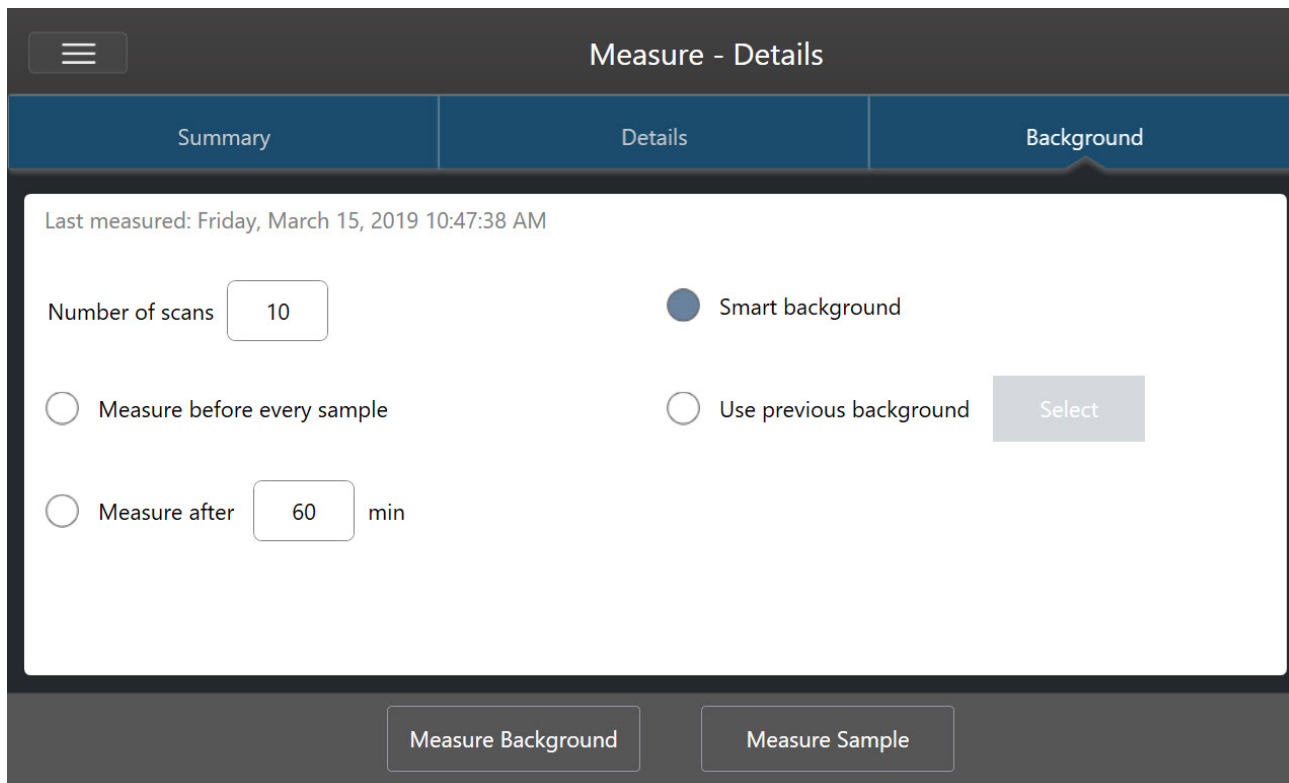 Measure - Details
Summary
Details
Background
Last measured: Friday, March 15, 2019 10:47:38 AM
Number of scans 10
Smart background
Measure before every sample
Use previous background Select
Measure after 60 min
Measure Background
Measure Sample